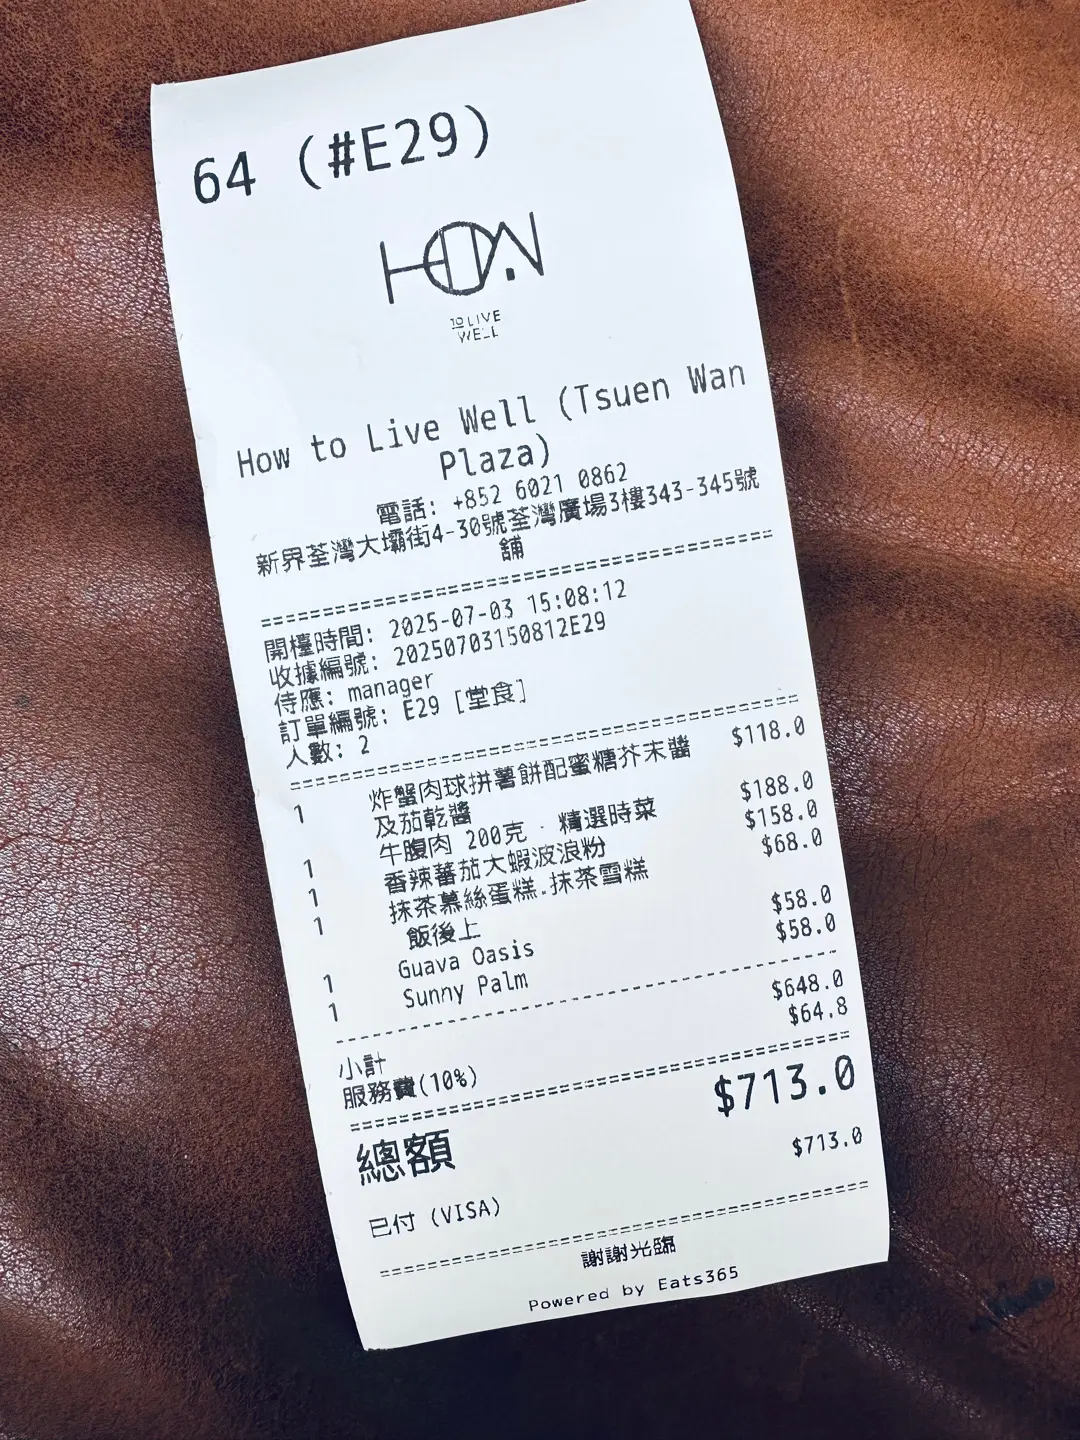 64 (#E29)
HOW
TO LIVE
WELL
How to Live Well (Tsuen Wan
Plaza)
電話: +852 6021 0862
新界荃灣大壩街4-30號荃灣廣場3樓343-345號
舖
開檯時間: 2025-07-03 15:08:12
收據編號: 20250703150812E29
侍應: manager
訂單編號: E29 [堂食]
人數: 2
1 炸蟹肉球拼薯餅配蜜糖芥末醬 $118.0
及茄乾醬
1 牛腹肉 200克 · 精選時菜 $188.0
1 香辣蕃茄大蝦波浪粉 $158.0
1 抹茶慕絲蛋糕.抹茶雪糕 $68.0
飯後上
1 Guava Oasis $58.0
1 Sunny Palm $58.0
小計 $648.0
服務費(10%) $64.8
總額 $713.0
已付 (VISA) $713.0
謝謝光臨
Powered by Eats365